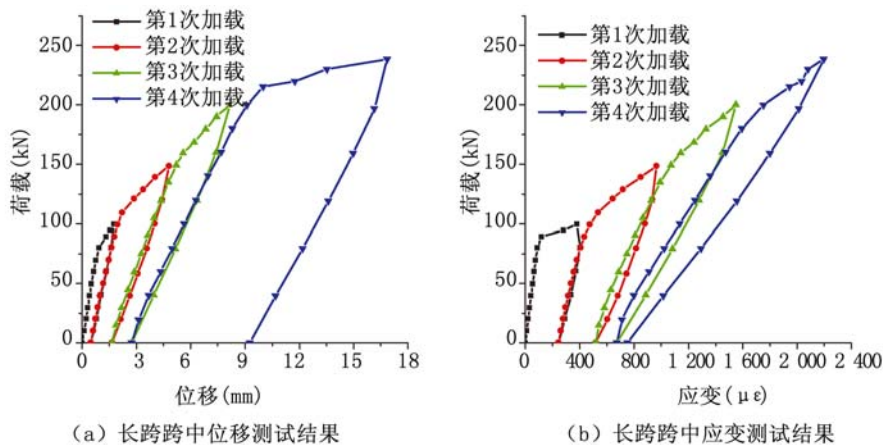 第1次加载
第2次加载
第3次加载
第4次加载
荷载(kN)
250
200
150
100
50
0
0 3 6 9 12 15 18
位移(mm)
(a) 长跨跨中位移测试结果
第1次加载
第2次加载
第3次加载
第4次加载
荷载(kN)
250
200
150
100
50
0
0 400 800 1 200 1 600 2 000 2 400
应变(με)
(b) 长跨跨中应变测试结果